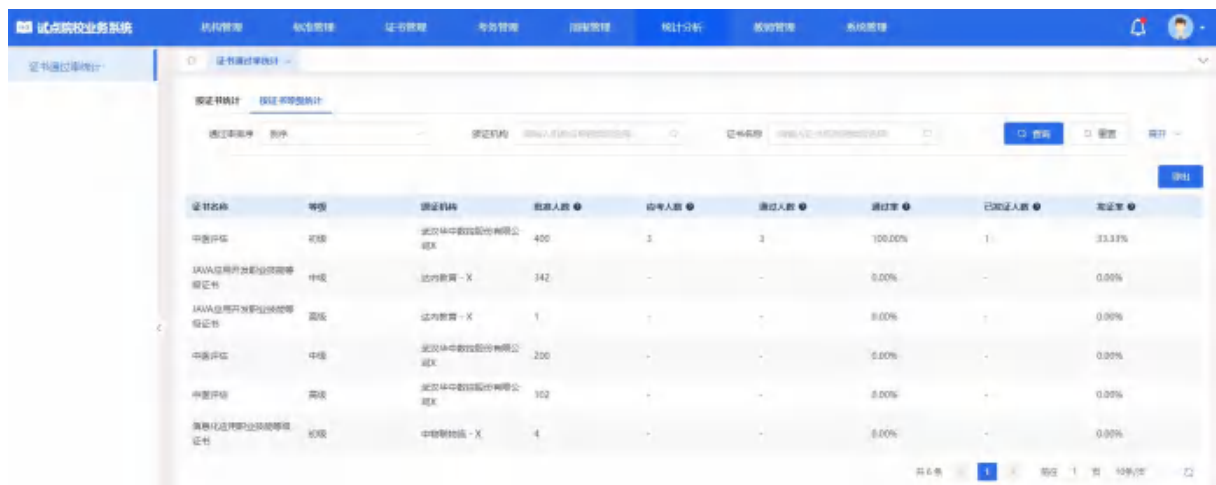 试点院校业务系统
机构管理 标准管理 证书管理 考务管理 统计分析 教师管理 系统管理
证书通过率统计
证书通过率统计
按证书统计 按证书等级统计
通过率排序 颁证机构 证书名称 查询 重置 展开
导出
证书名称 等级 颁证机构 批准人数 应考人数 通过人数 通过率 已发证人数 发证率
中医评估 初级 武汉华中数控股份有限公司X 400 3 3 100.00% 1 33.33%
JAVA应用开发职业技能等级证书 中级 达内教育-X 342 - - 0.00% - 0.00%
JAVA应用开发职业技能等级证书 高级 达内教育-X 1 - - 0.00% - 0.00%
中医评估 中级 武汉华中数控股份有限公司X 200 - - 0.00% - 0.00%
中医评估 高级 武汉华中数控股份有限公司X 102 - - 0.00% - 0.00%
初级 - X 4 - - 0.00% - 0.00%
共6条 1 前往 1 页 10条/页